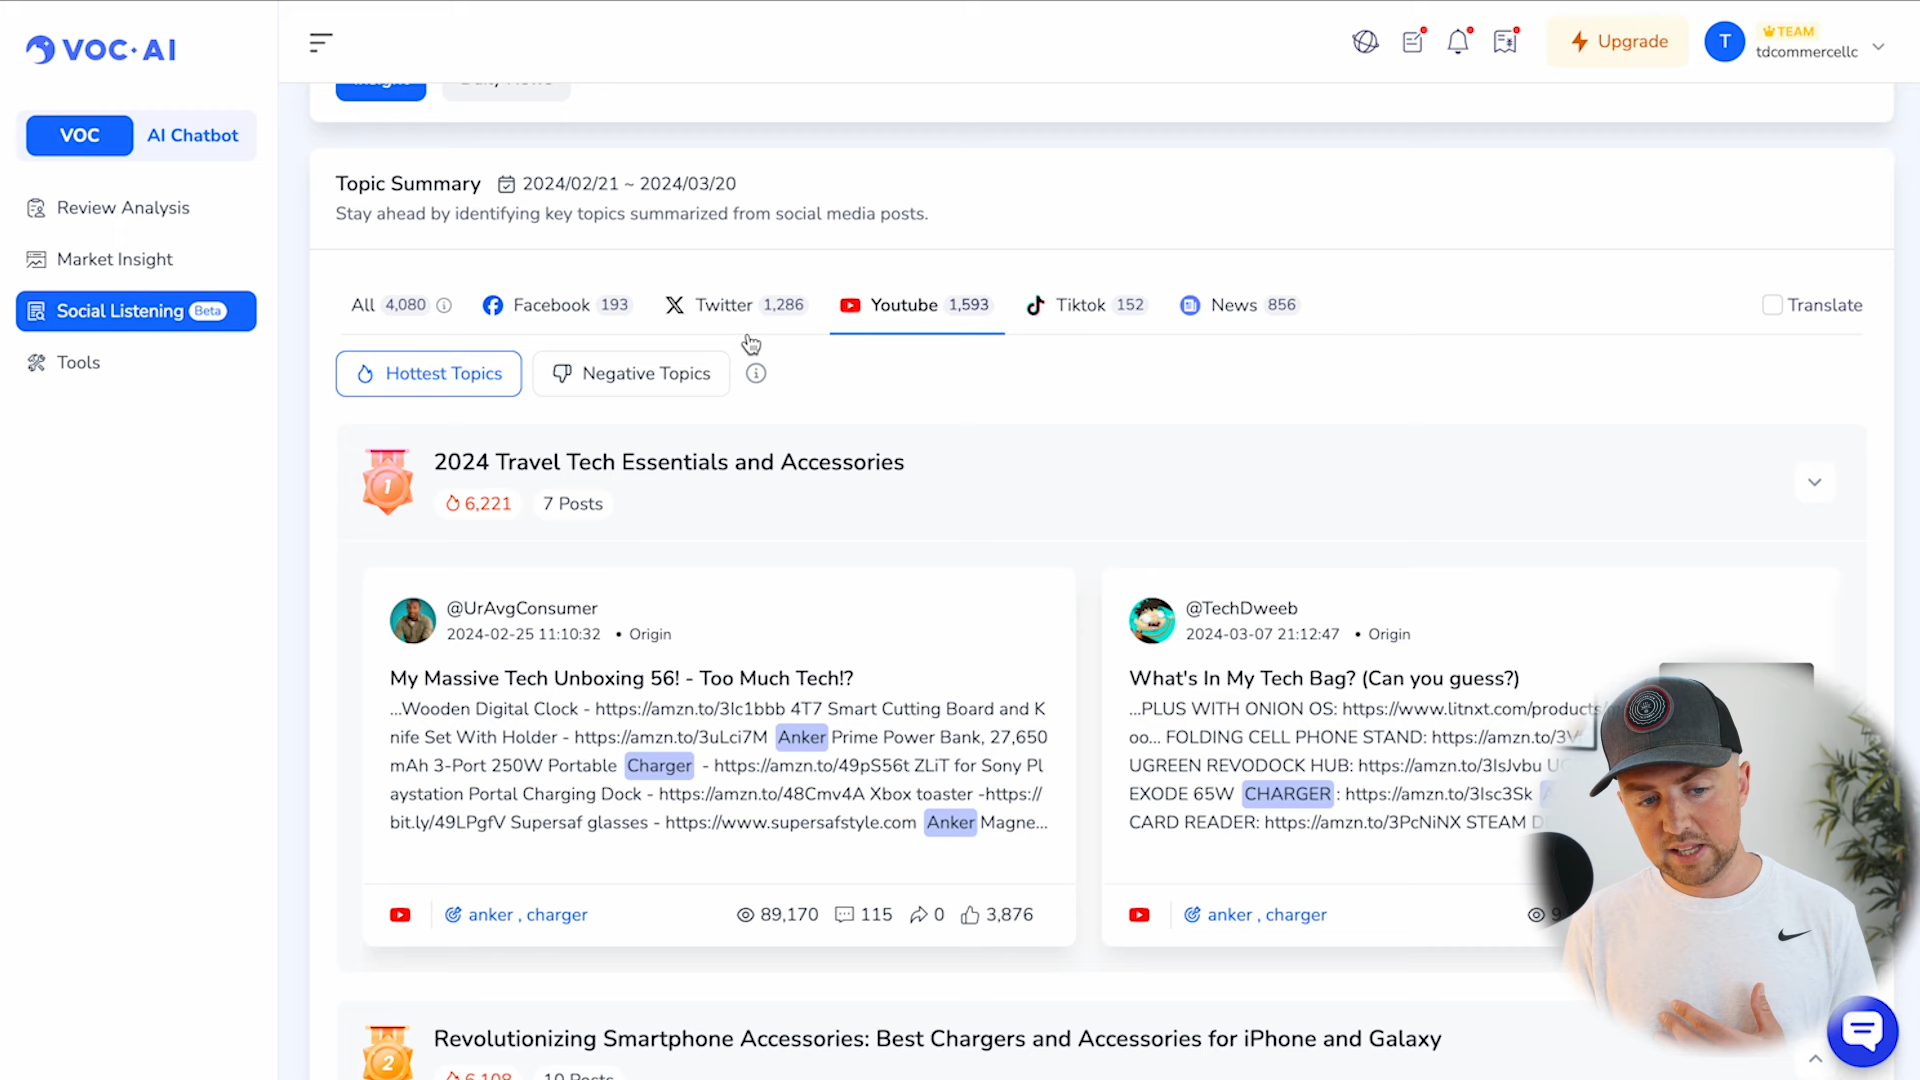 VOC·AI
Upgrade
T
TEAM
tdcommercellc
VOC
AI Chatbot
Review Analysis
Market Insight
Social Listening Beta
Tools
Topic Summary 2024/02/21 ~ 2024/03/20
Stay ahead by identifying key topics summarized from social media posts.
All 4,080 Facebook 193 Twitter 1,286 Youtube 1,593 Tiktok 152 News 856 Translate
Hottest Topics Negative Topics
1
2024 Travel Tech Essentials and Accessories
6,221 7 Posts
@UrAvgConsumer
2024-02-25 11:10:32 • Origin
My Massive Tech Unboxing 56! - Too Much Tech!?
...Wooden Digital Clock - https://amzn.to/3Ic1bbb 4T7 Smart Cutting Board and K
nife Set With Holder - https://amzn.to/3uLci7M Anker Prime Power Bank, 27,650
mAh 3-Port 250W Portable Charger - https://amzn.to/49pS56t ZLiT for Sony Pl
aystation Portal Charging Dock - https://amzn.to/48Cmv4A Xbox toaster -https://
bit.ly/49LPgfV Supersaf glasses - https://www.supersafstyle.com Anker Magne...
anker , charger 89,170 115 0 3,876
@TechDweeb
2024-03-07 21:12:47 • Origin
What's In My Tech Bag? (Can you guess?)
...PLUS WITH ONION OS: https://www.litnxt.com/products/
oo... FOLDING CELL PHONE STAND: https://amzn.to/3V
UGREEN REVODOCK HUB: https://amzn.to/3IsJvbu
EXODE 65W CHARGER : https://amzn.to/3Isc3Sk
CARD READER: https://amzn.to/3PcNiNX STEAM
anker , charger 9
2
Revolutionizing Smartphone Accessories: Best Chargers and Accessories for iPhone and Galaxy
6,108 10 Posts